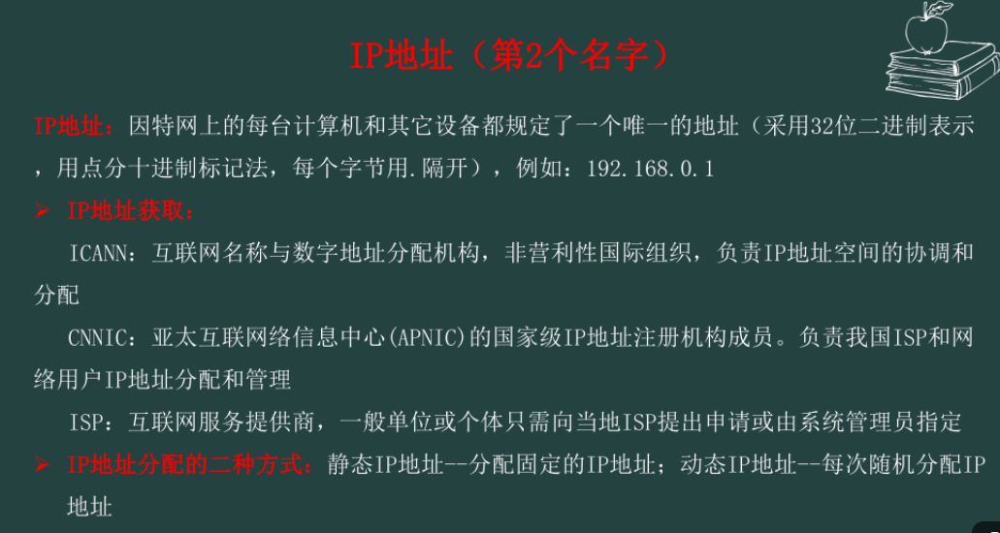 IP地址（第2个名字）
IP地址：因特网上的每台计算机和其它设备都规定了一个唯一的地址（采用32位二进制表示
，用点分十进制标记法，每个字节用.隔开），例如：192.168.0.1
➢ IP地址获取：
ICANN：互联网名称与数字地址分配机构，非营利性国际组织，负责IP地址空间的协调和
分配
CNNIC：亚太互联网络信息中心(APNIC)的国家级IP地址注册机构成员。负责我国ISP和网
络用户IP地址分配和管理
ISP：互联网服务提供商，一般单位或个体只需向当地ISP提出申请或由系统管理员指定
➢ IP地址分配的二种方式：静态IP地址--分配固定的IP地址；动态IP地址--每次随机分配IP
地址